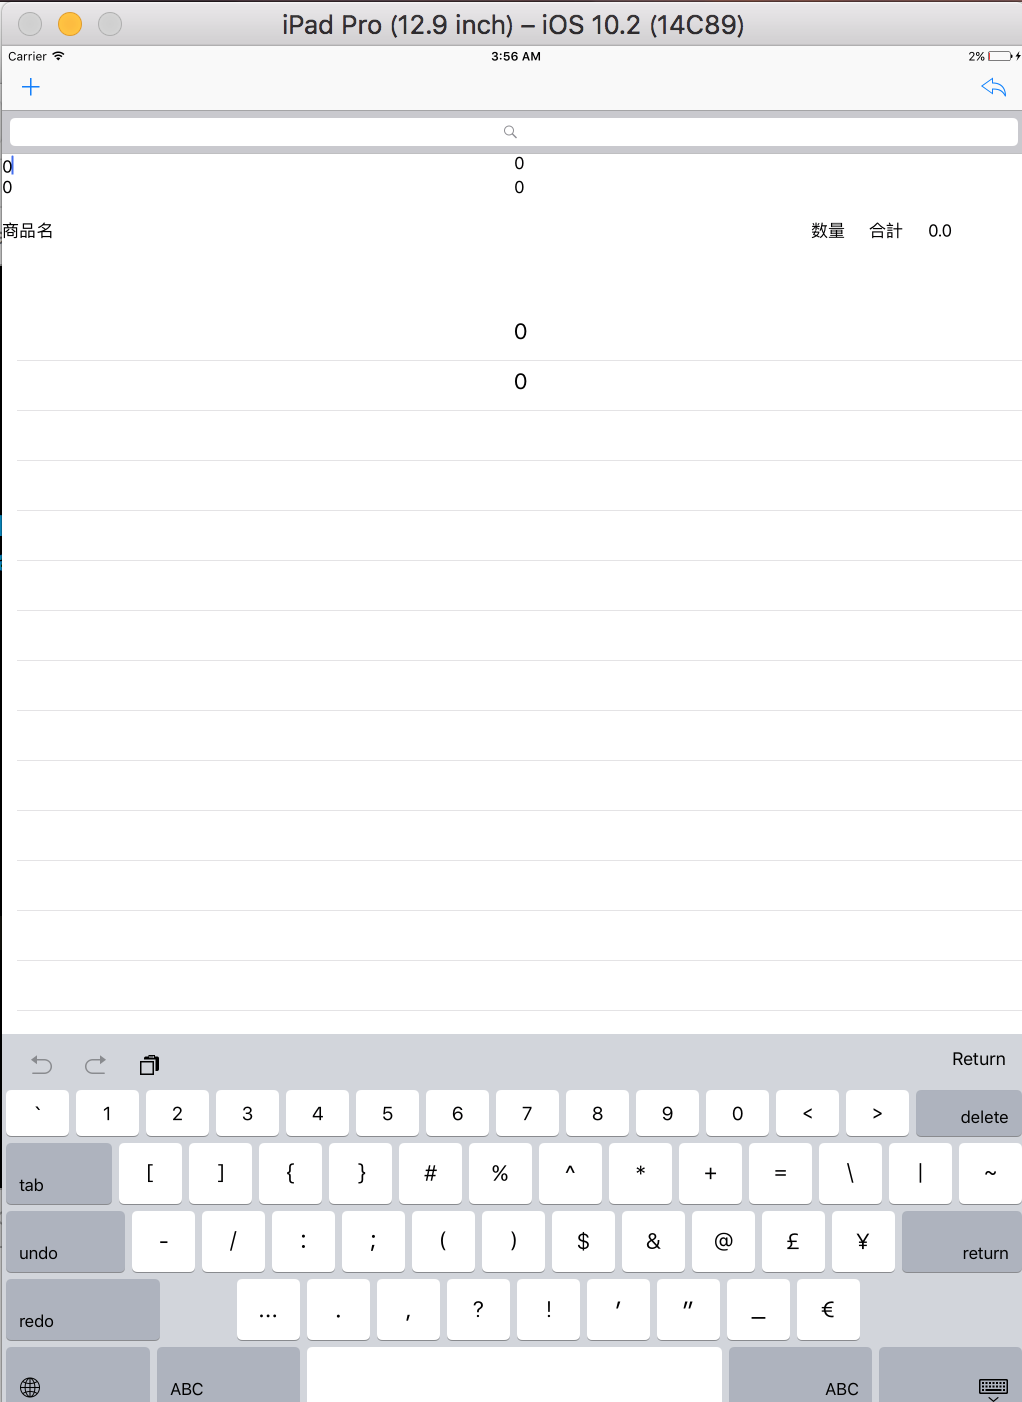 iPad Pro (12.9 inch) – iOS 10.2 (14C89)
Carrier 3:56 AM 2%
0 0
0 0
商品名 数量 合計 0.0
0
0
Return
` 1 2 3 4 5 6 7 8 9 0 < > delete
tab [ ] { } # % ^ * + = \ | ~
undo - / : ; ( ) $ & @ £ ¥ return
redo … . , ? ! ' " _ €
ABC ABC